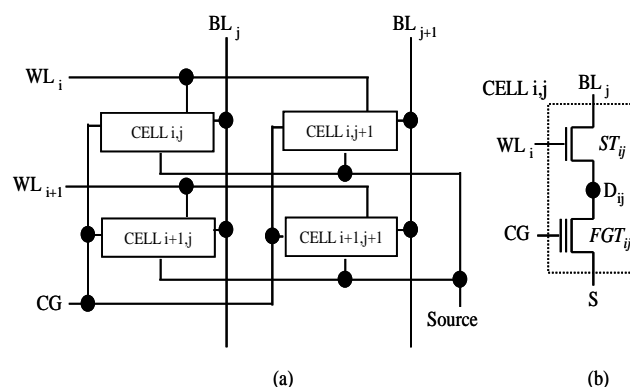 BL j
BL j+1
WL i
CELL i,j
CELL i,j+1
WL i+1
CELL i+1,j
CELL i+1,j+1
CG
Source
(a)
CELL i,j
BL j
WL i
ST ij
D ij
CG
FGT ij
S
(b)